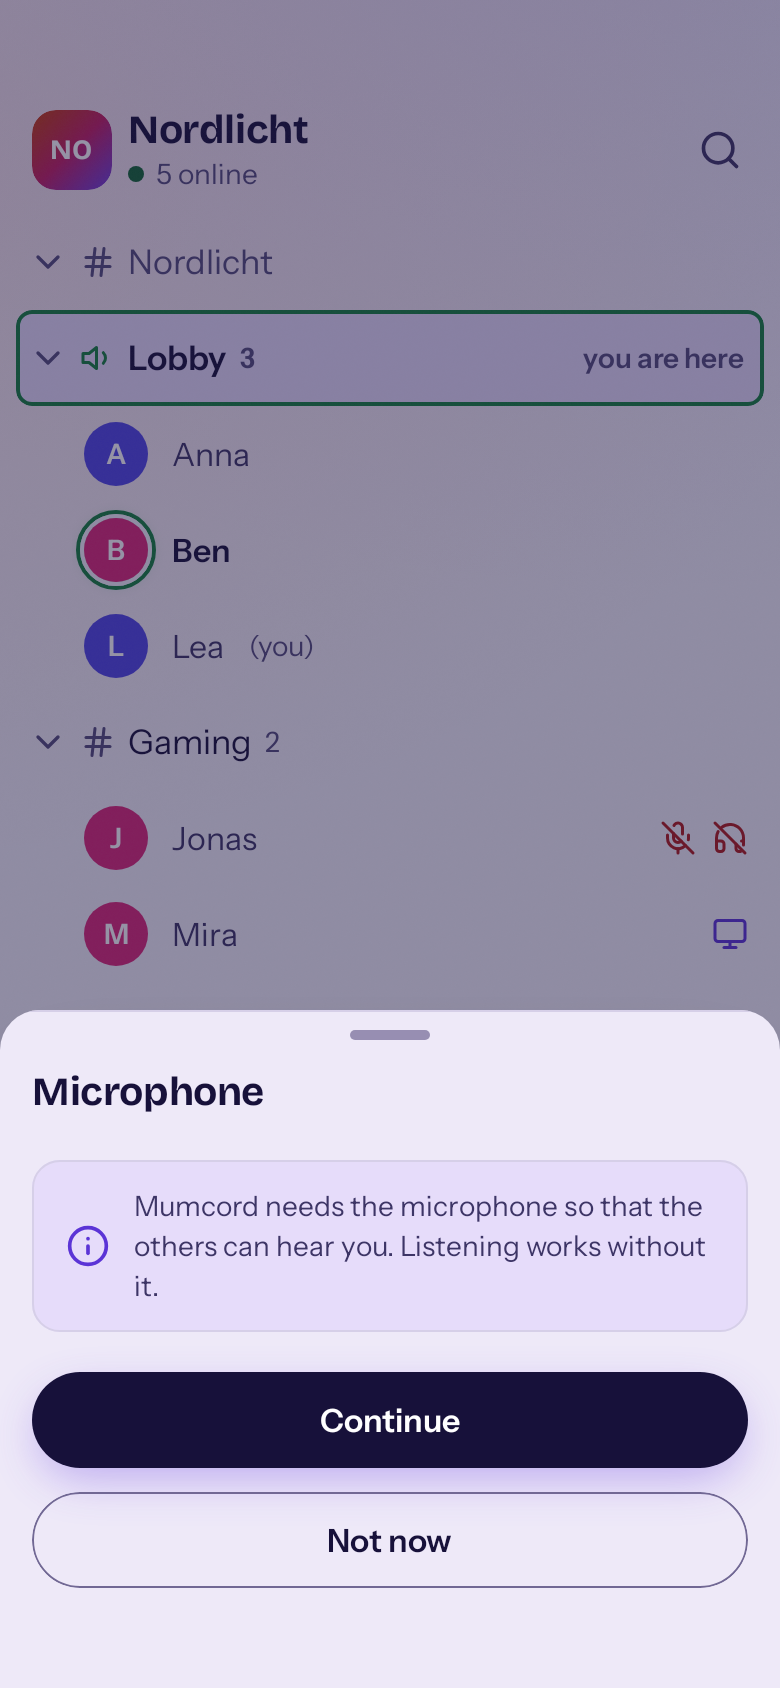 NO
Nordlicht
5 online
# Nordlicht
Lobby 3 you are here
A Anna
B Ben
L Lea (you)
# Gaming 2
J Jonas
M Mira
Microphone
Mumcord needs the microphone so that the
others can hear you. Listening works without
it.
Continue
Not now